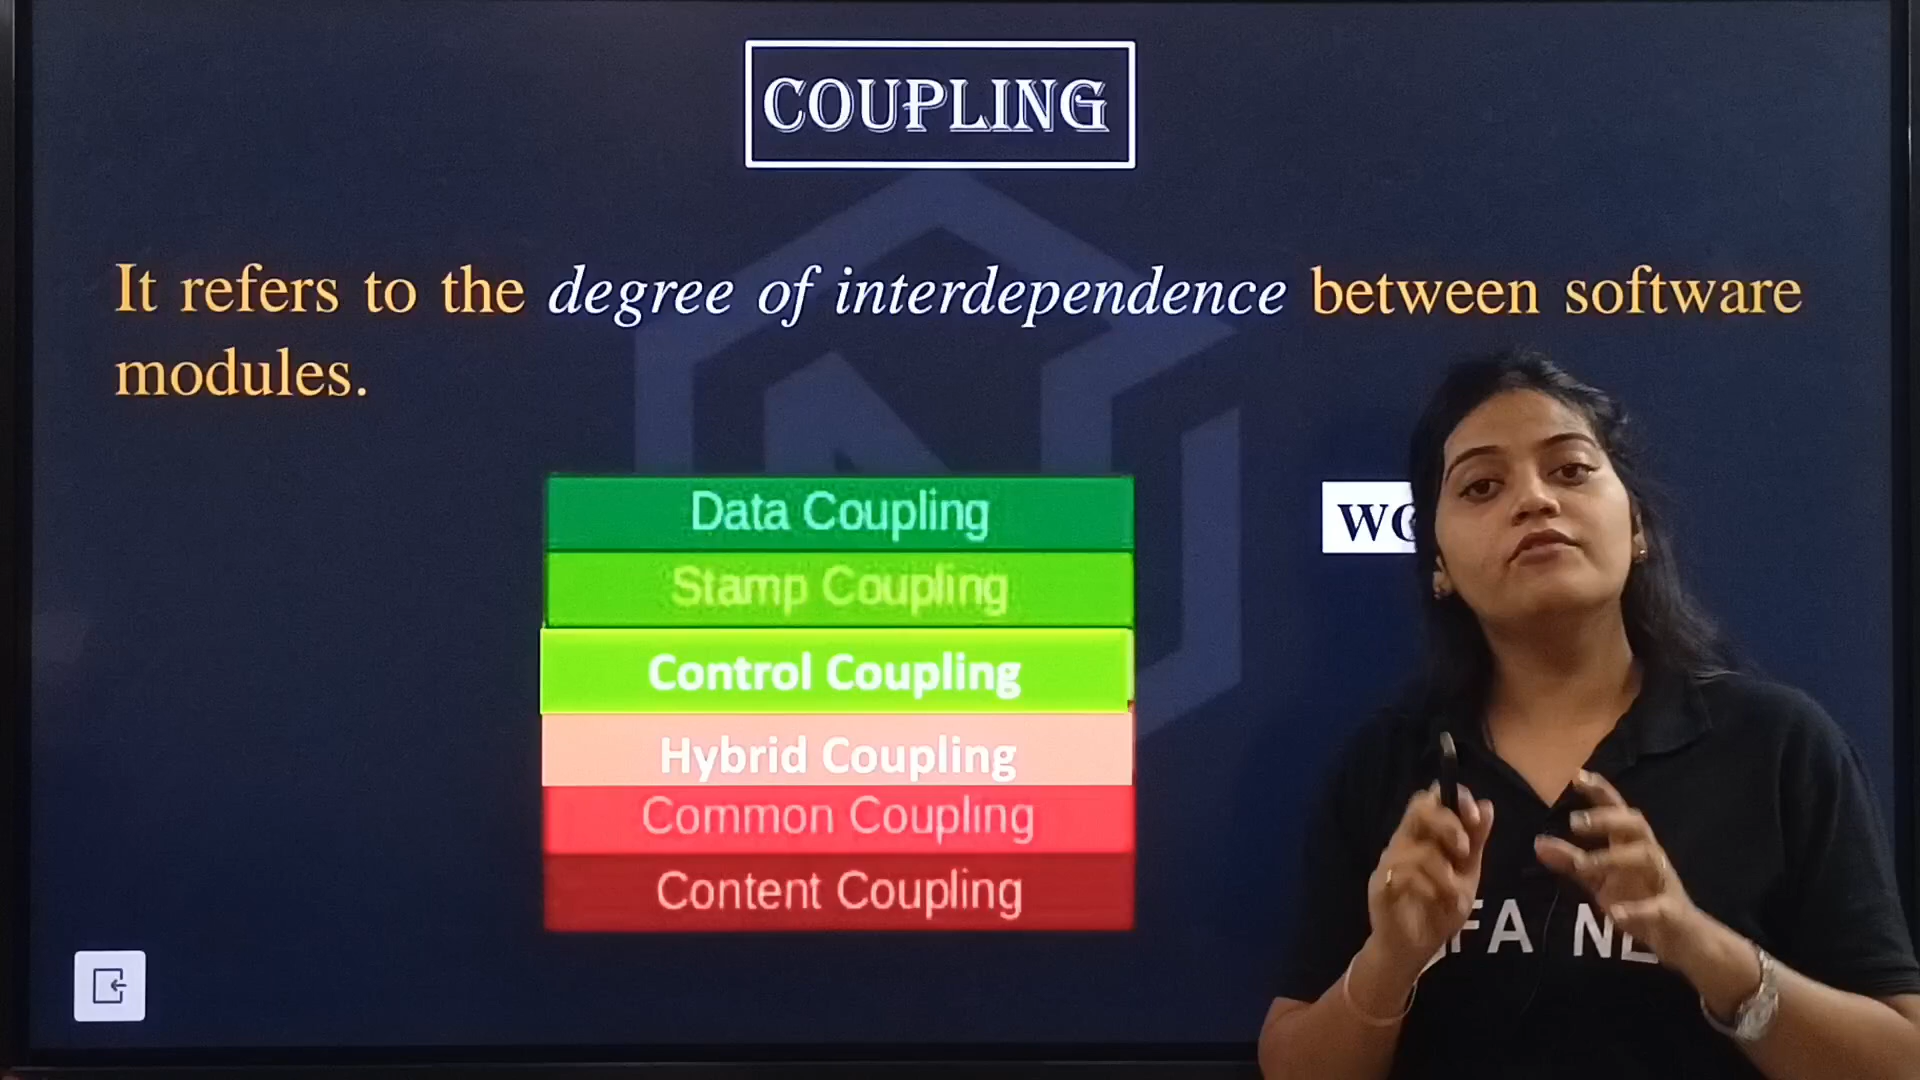 COUPLING
It refers to the degree of interdependence between software
modules.
Data Coupling
Stamp Coupling
Control Coupling
Hybrid Coupling
Common Coupling
Content Coupling